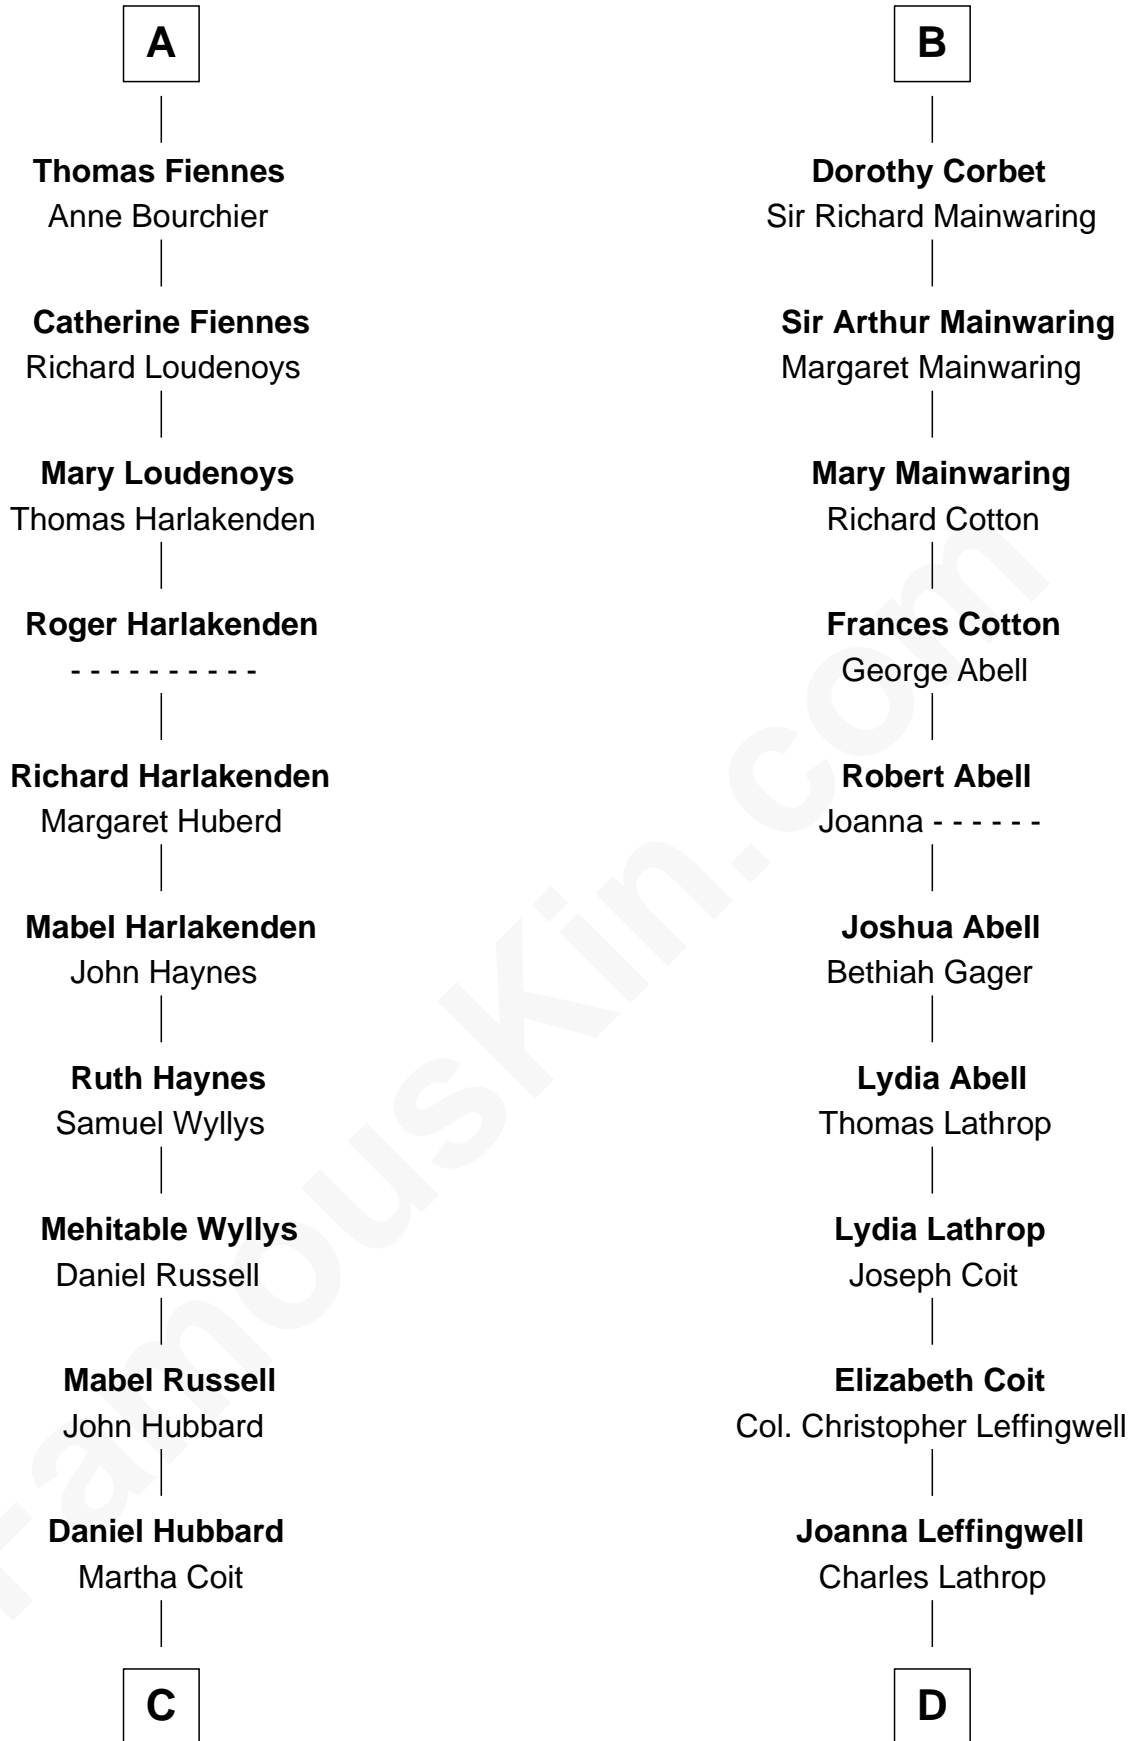 A
Thomas Fiennes
Anne Bourchier
Catherine Fiennes
Richard Loudenoys
Mary Loudenoys
Thomas Harlakenden
Roger Harlakenden
- - - - - - - - - -
Richard Harlakenden
Margaret Huberd
Mabel Harlakenden
John Haynes
Ruth Haynes
Samuel Wyllys
Mehitable Wyllys
Daniel Russell
Mabel Russell
John Hubbard
Daniel Hubbard
Martha Coit
C
B
Dorothy Corbet
Sir Richard Mainwaring
Sir Arthur Mainwaring
Margaret Mainwaring
Mary Mainwaring
Richard Cotton
Frances Cotton
George Abell
Robert Abell
Joanna - - - - - -
Joshua Abell
Bethiah Gager
Lydia Abell
Thomas Lathrop
Lydia Lathrop
Joseph Coit
Elizabeth Coit
Col. Christopher Leffingwell
Joanna Leffingwell
Charles Lathrop
D
FamousKin.com